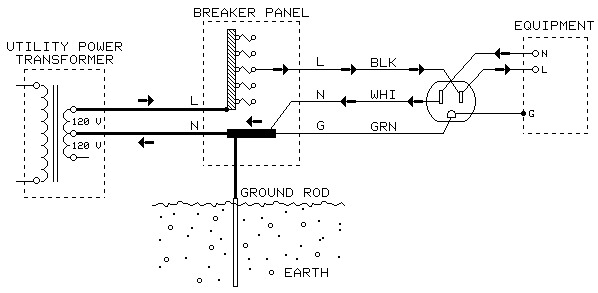 BREAKER PANEL
EQUIPMENT
UTILITY POWER
TRANSFORMER
L
BLK
N
L
L
N
WHI
120 V
G
N
G
GRN
120 V
GROUND ROD
EARTH